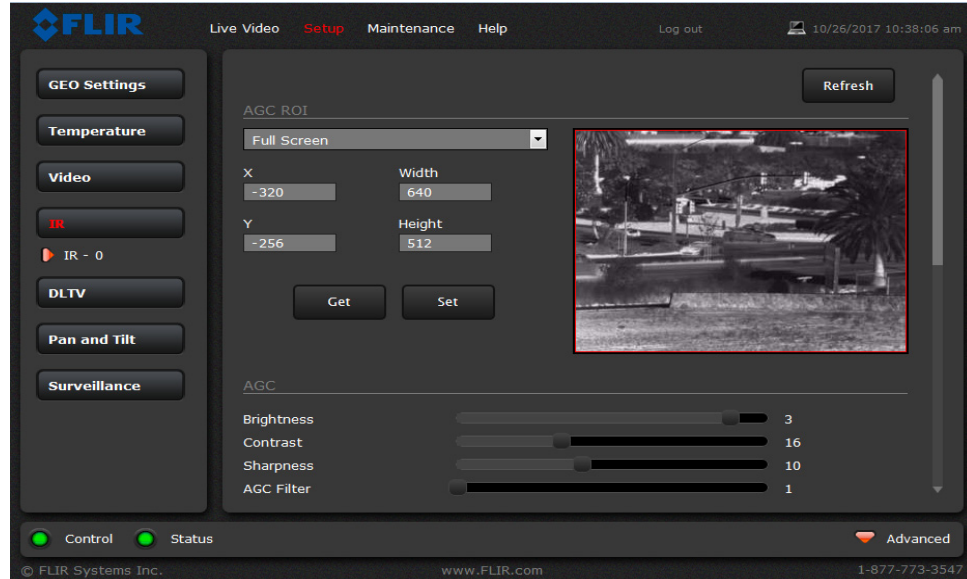 FLIR
Live Video Setup Maintenance Help Log out 10/26/2017 10:38:06 am
GEO Settings
Temperature
Video
IR
IR - 0
DLTV
Pan and Tilt
Surveillance
Refresh
AGC ROI
Full Screen
X Width
-320 640
Y Height
-256 512
Get Set
AGC
Brightness 3
Contrast 16
Sharpness 10
AGC Filter 1
Control Status Advanced
© FLIR Systems Inc. www.FLIR.com 1-877-773-3547